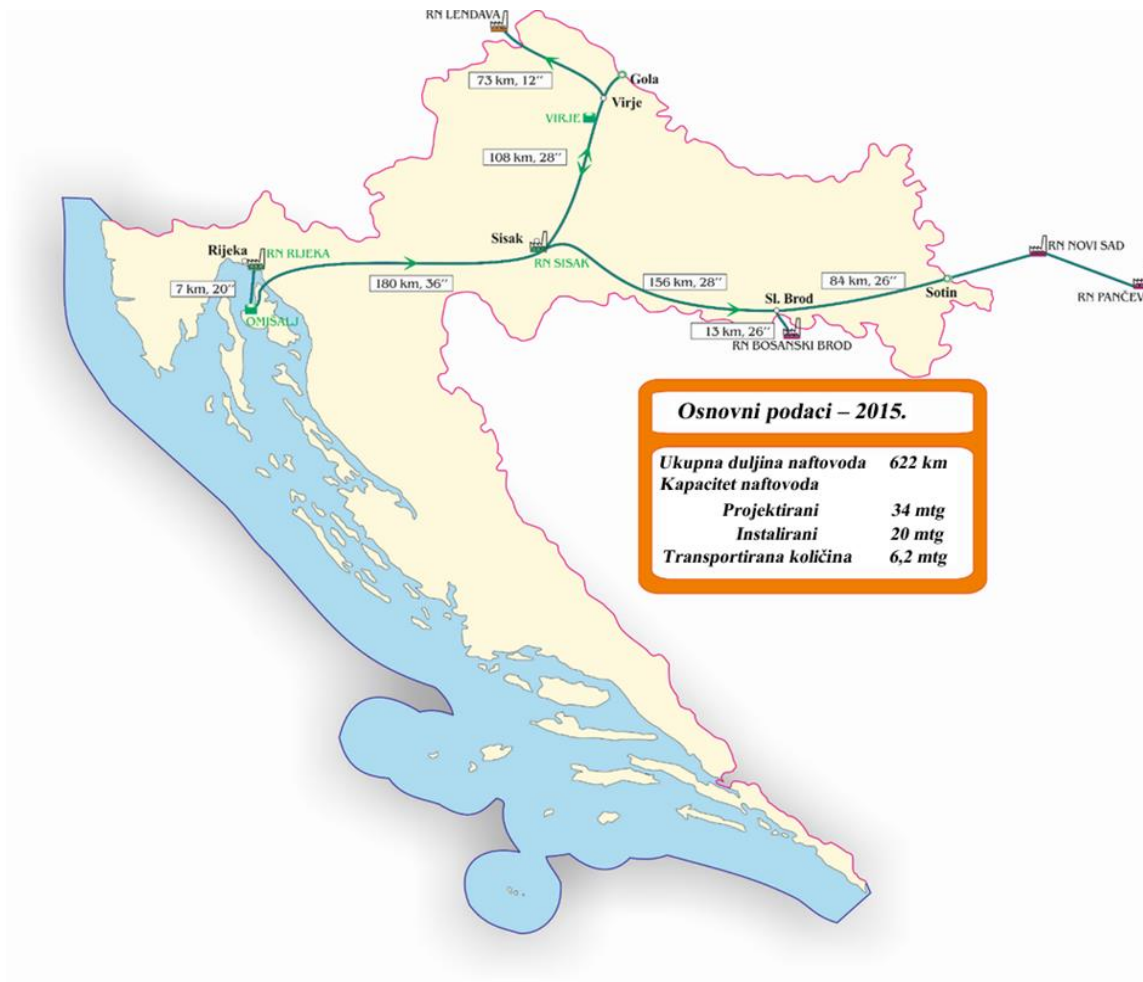 RN LENDAVA
73 km, 12’’
Gola
Virje
VIRJE
108 km, 28’’
Sisak
Rijeka
RN RIJEKA
RN SISAK
RN NOVI SAD
7 km, 20’’
180 km, 36’’
156 km, 28’’
84 km, 26’’
Sotin
RN PANČEV
OMIŠALJ
Sl. Brod
13 km, 26’’
RN BOSANSKI BROD
Osnovni podaci – 2015.
Ukupna duljina naftovoda 622 km
Kapacitet naftovoda
Projektirani 34 mtg
Instalirani 20 mtg
Transportirana količina 6,2 mtg